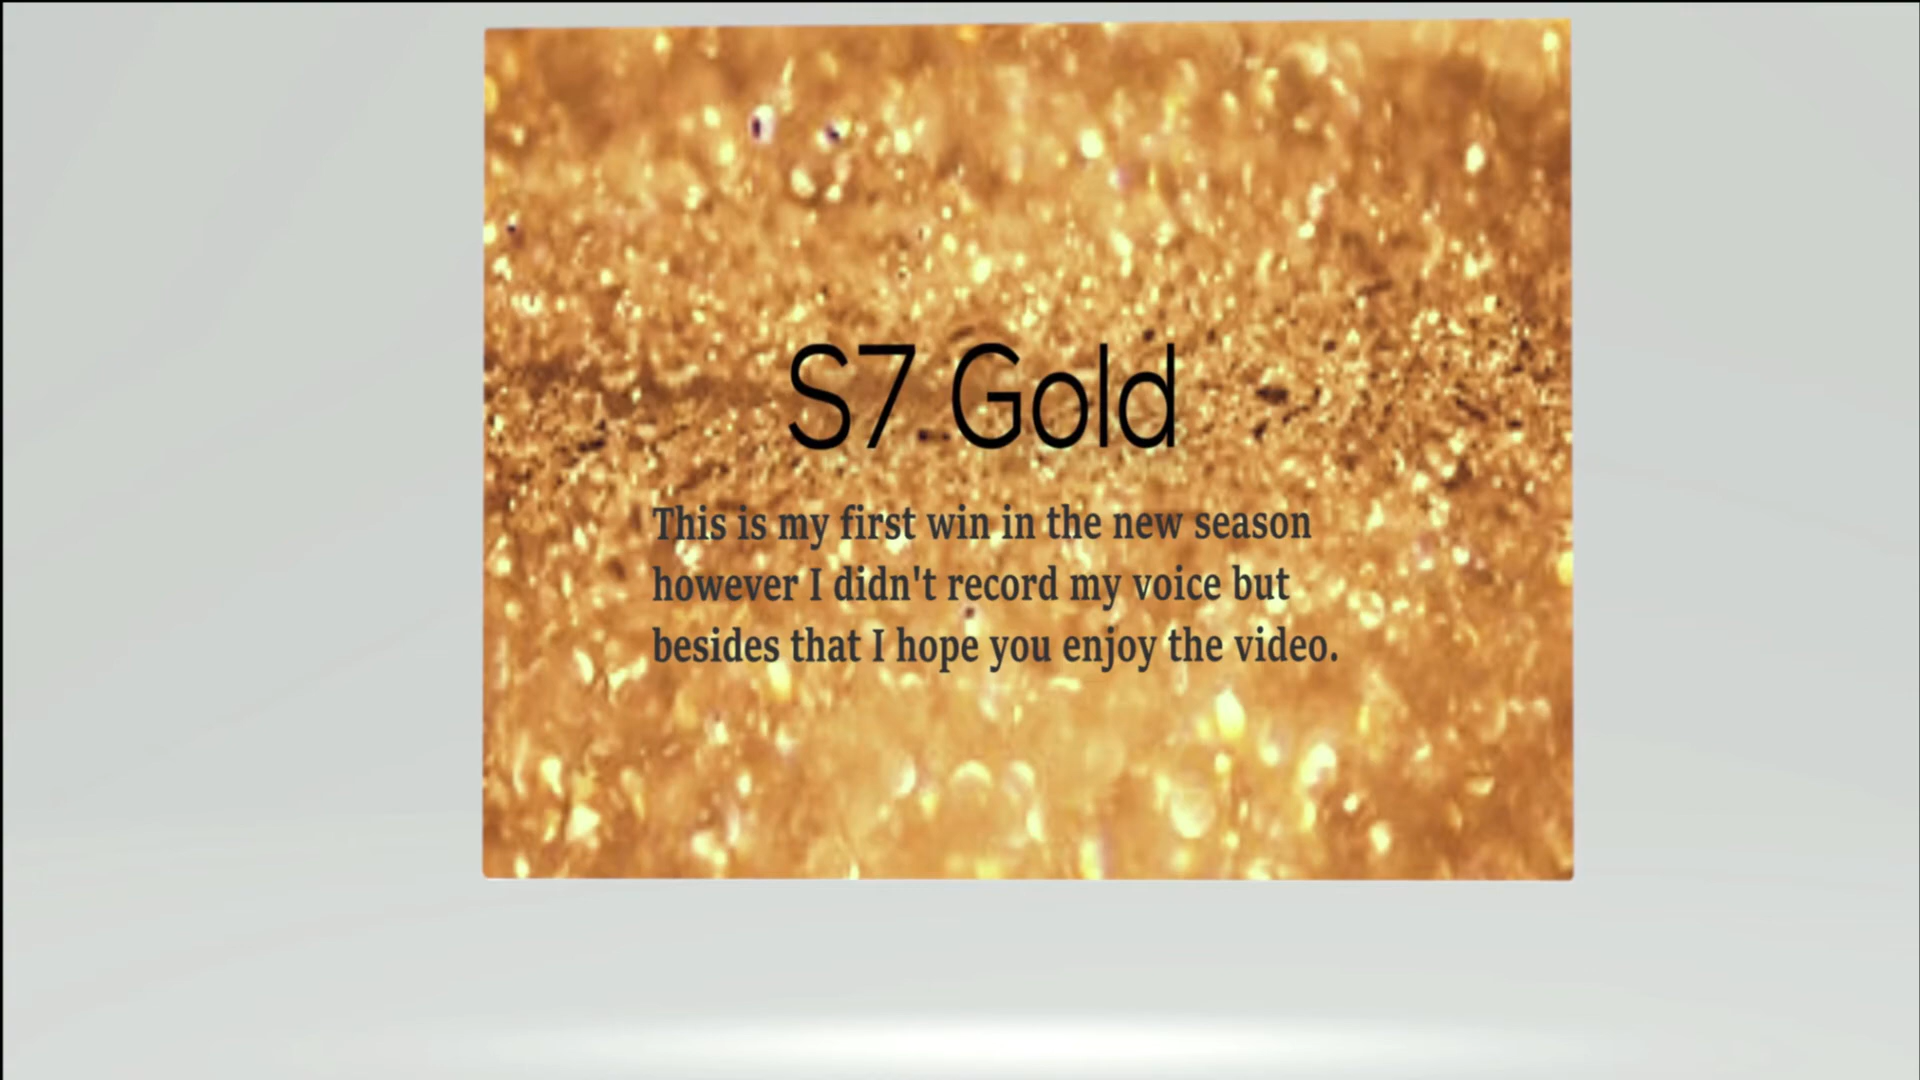 S7 Gold
This is my first win in the new season
however I didn't record my voice but
besides that I hope you enjoy the video.